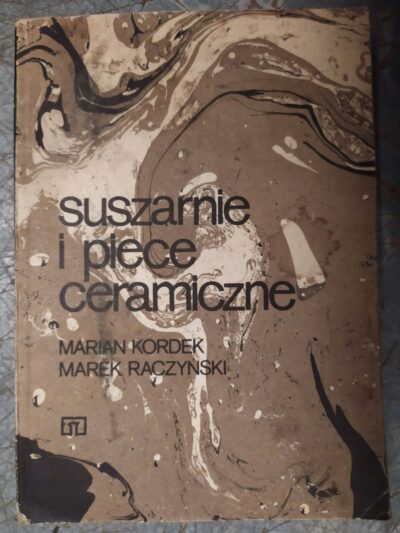 suszarnie
i piece
ceramiczne
MARIAN KORDEK
MAREK RACZYŃSKI